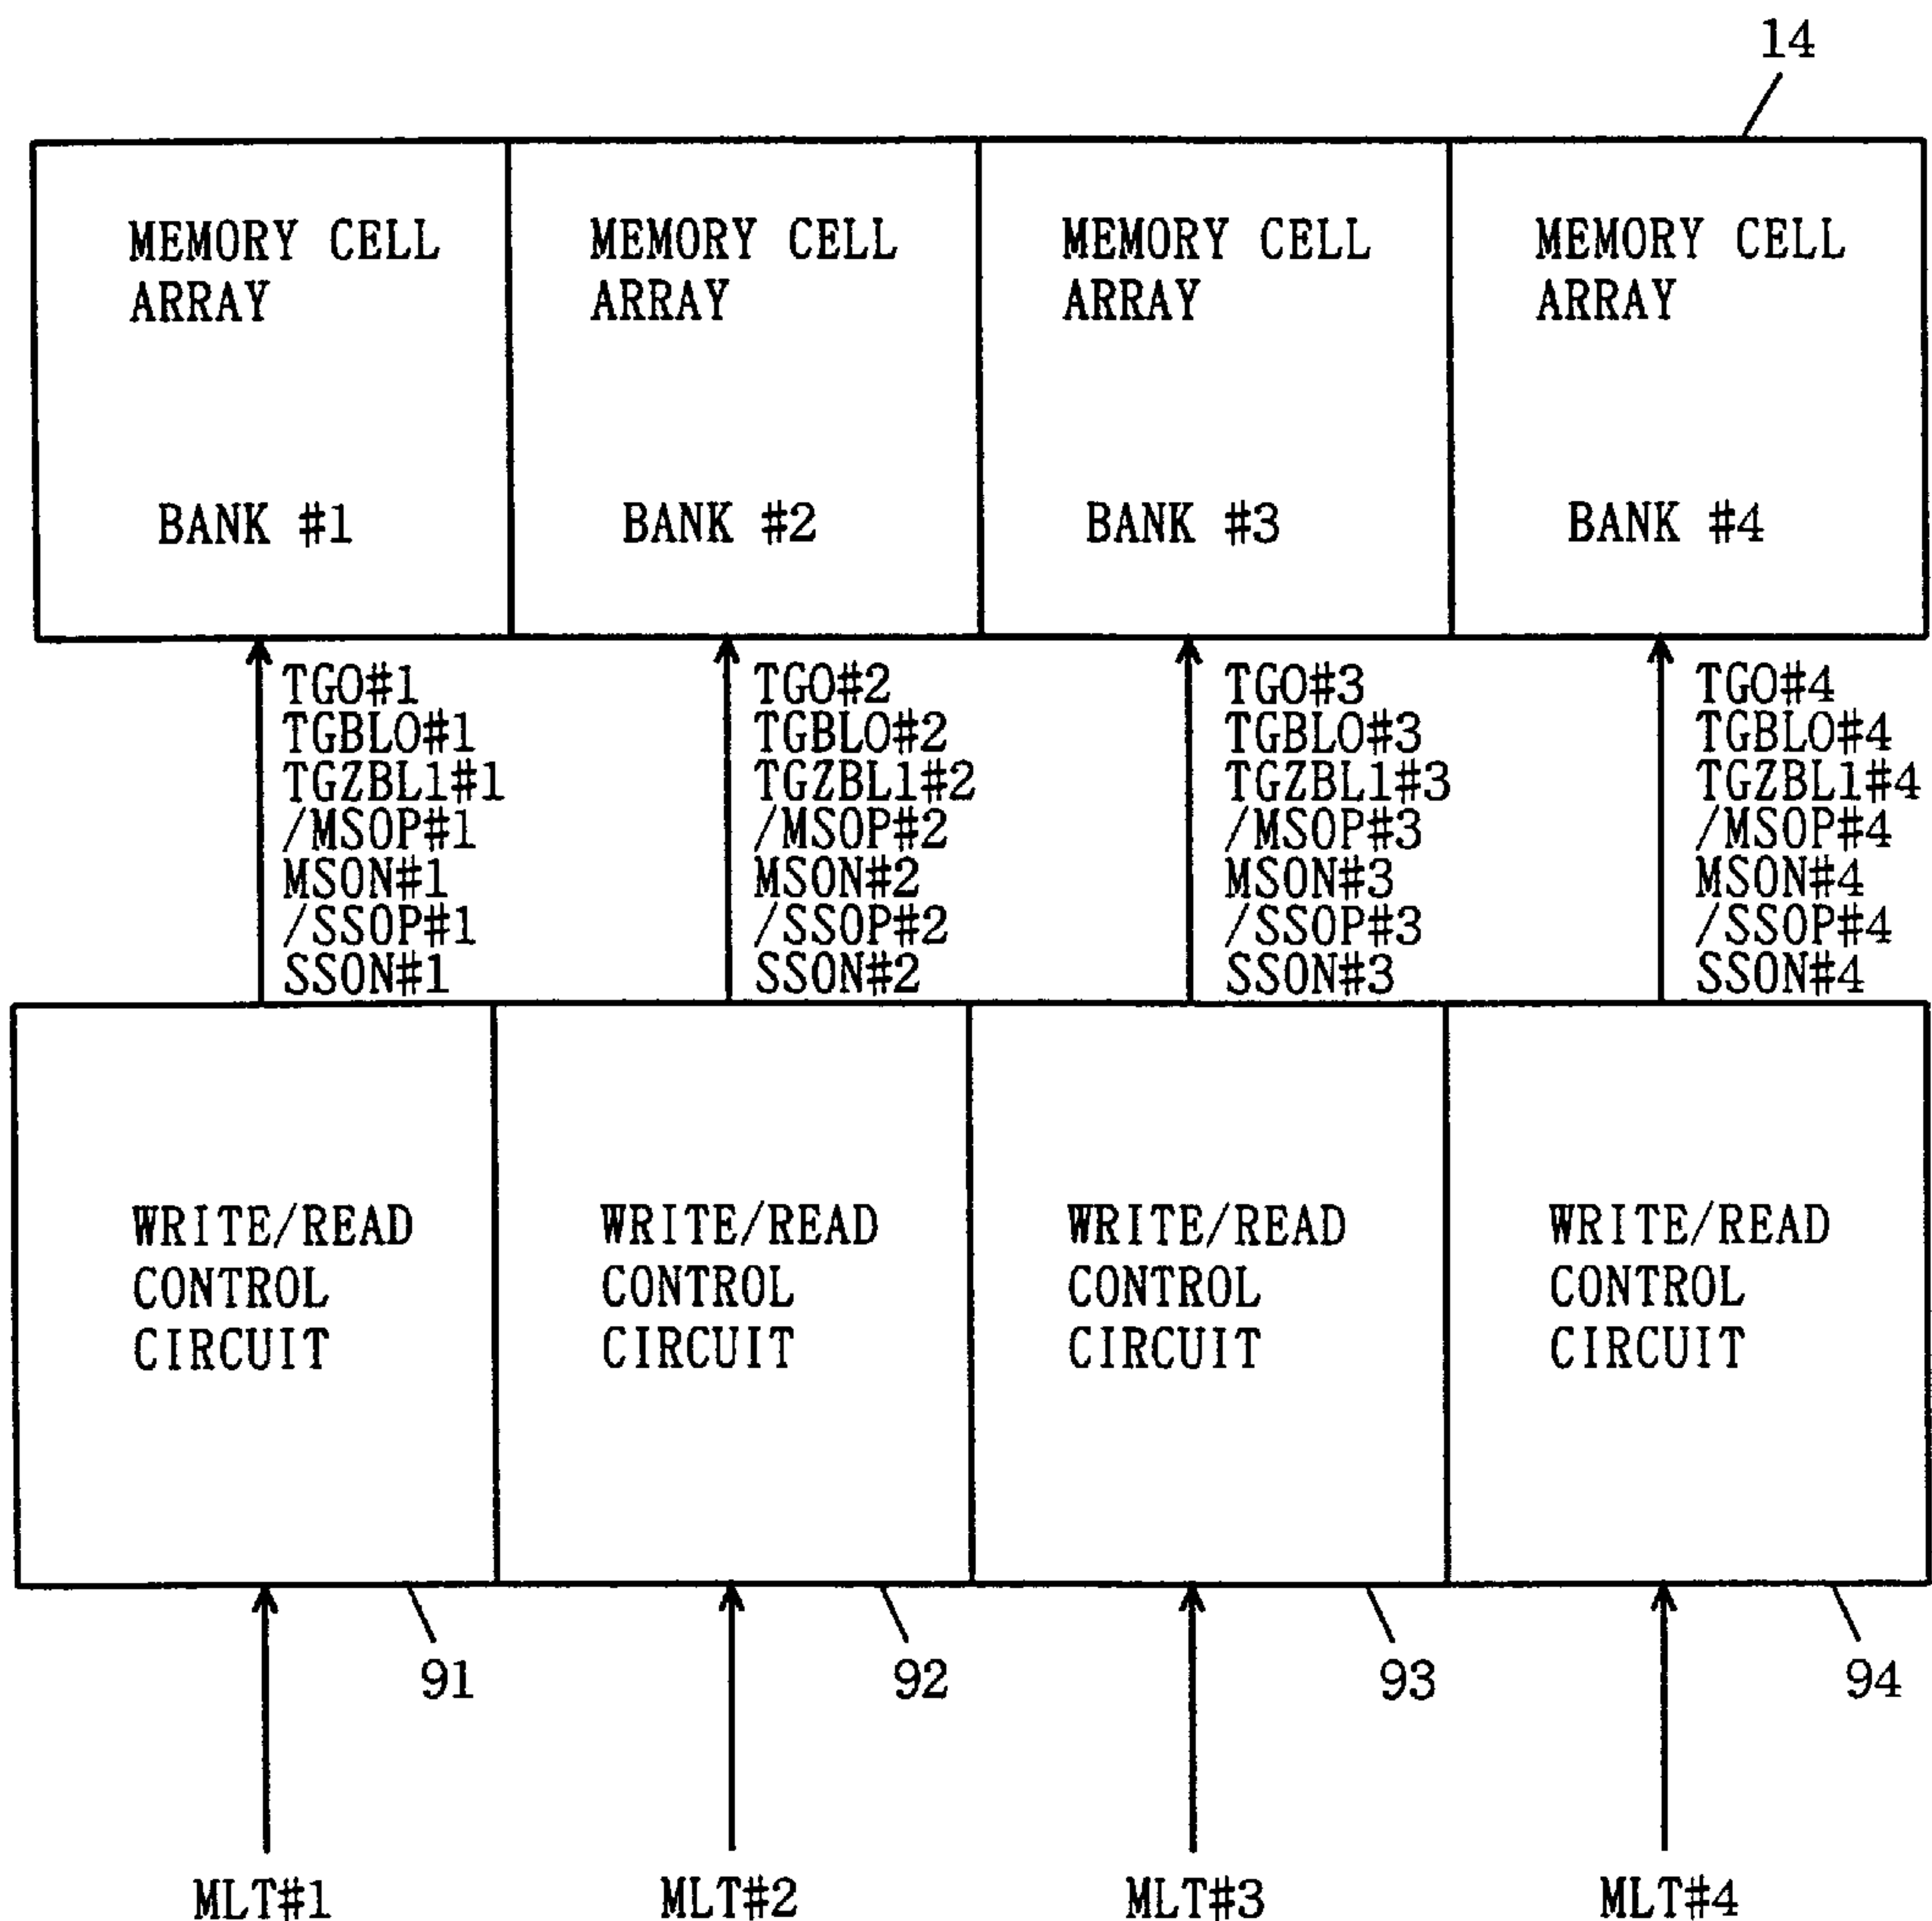 14
MEMORY CELL
ARRAY
BANK #1
MEMORY CELL
ARRAY
BANK #2
MEMORY CELL
ARRAY
BANK #3
MEMORY CELL
ARRAY
BANK #4
TGO#1
TGBLO#1
TGZBL1#1
/MSOP#1
MSON#1
/SSOP#1
SSON#1
TGO#2
TGBLO#2
TGZBL1#2
/MSOP#2
MSON#2
/SSOP#2
SSON#2
TGO#3
TGBLO#3
TGZBL1#3
/MSOP#3
MSON#3
/SSOP#3
SSON#3
TGO#4
TGBLO#4
TGZBL1#4
/MSOP#4
MSON#4
/SSOP#4
SSON#4
WRITE/READ
CONTROL
CIRCUIT
WRITE/READ
CONTROL
CIRCUIT
WRITE/READ
CONTROL
CIRCUIT
WRITE/READ
CONTROL
CIRCUIT
91
92
93
94
MLT#1
MLT#2
MLT#3
MLT#4